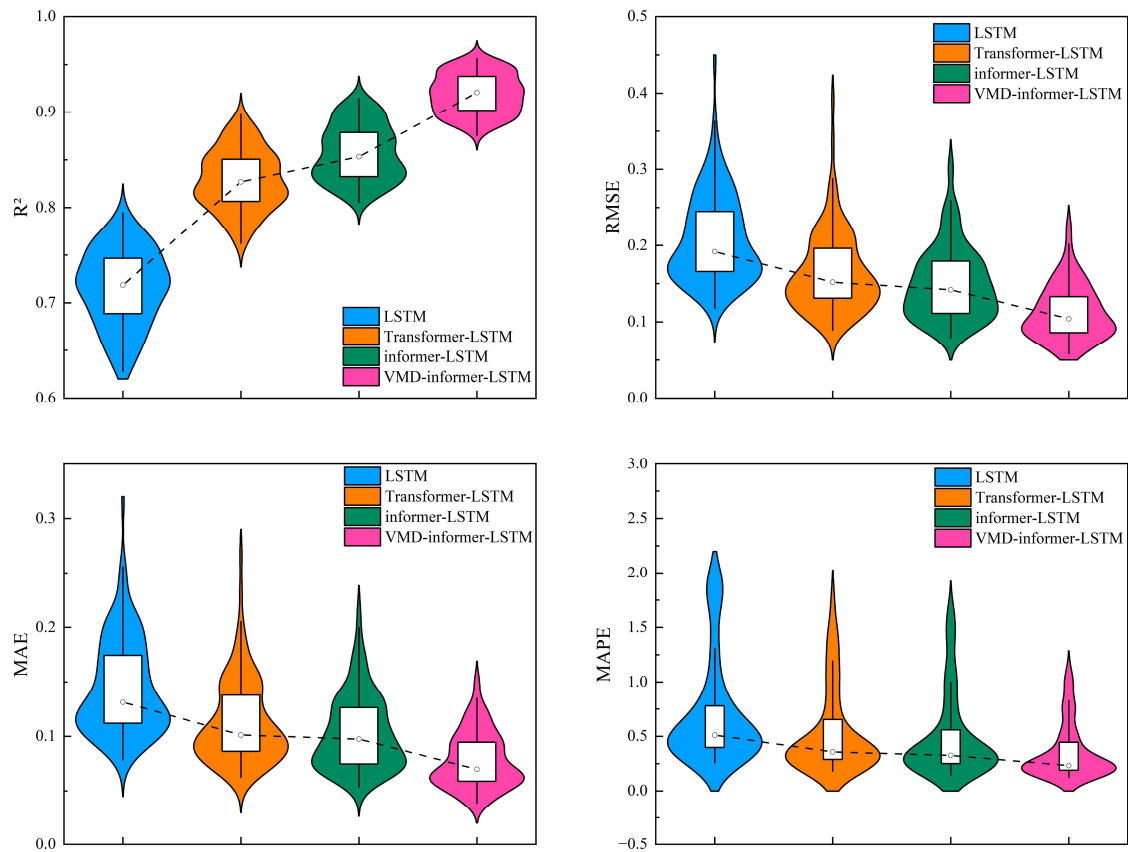 1.0
0.9
0.8
0.7
0.6
R²
LSTM
Transformer-LSTM
informer-LSTM
VMD-informer-LSTM
0.5
0.4
0.3
0.2
0.1
0.0
RMSE
LSTM
Transformer-LSTM
informer-LSTM
VMD-informer-LSTM
0.3
0.2
0.1
0.0
MAE
LSTM
Transformer-LSTM
informer-LSTM
VMD-informer-LSTM
3.0
2.5
2.0
1.5
1.0
0.5
0.0
−0.5
MAPE
LSTM
Transformer-LSTM
informer-LSTM
VMD-informer-LSTM